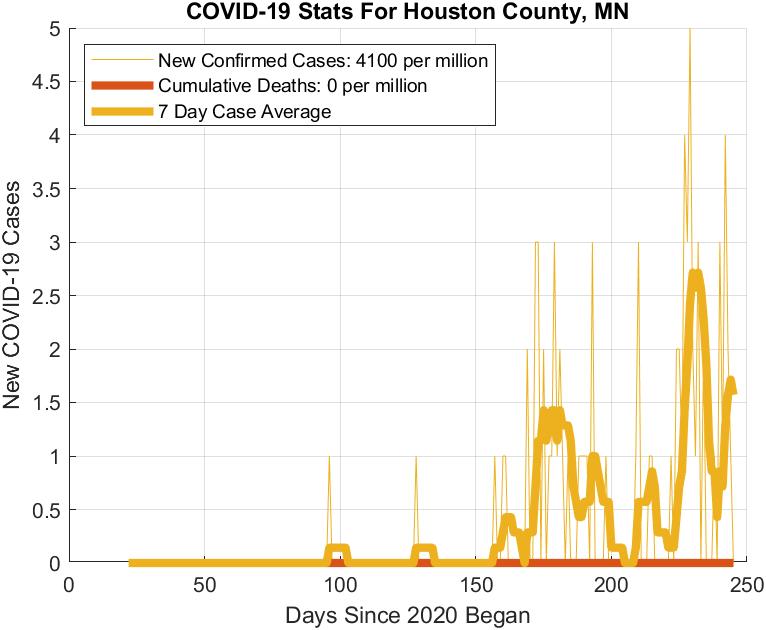 COVID-19 Stats For Houston County, MN
New Confirmed Cases: 4100 per million
Cumulative Deaths: 0 per million
7 Day Case Average
New COVID-19 Cases
5
4.5
4
3.5
3
2.5
2
1.5
1
0.5
0
0 50 100 150 200 250
Days Since 2020 Began